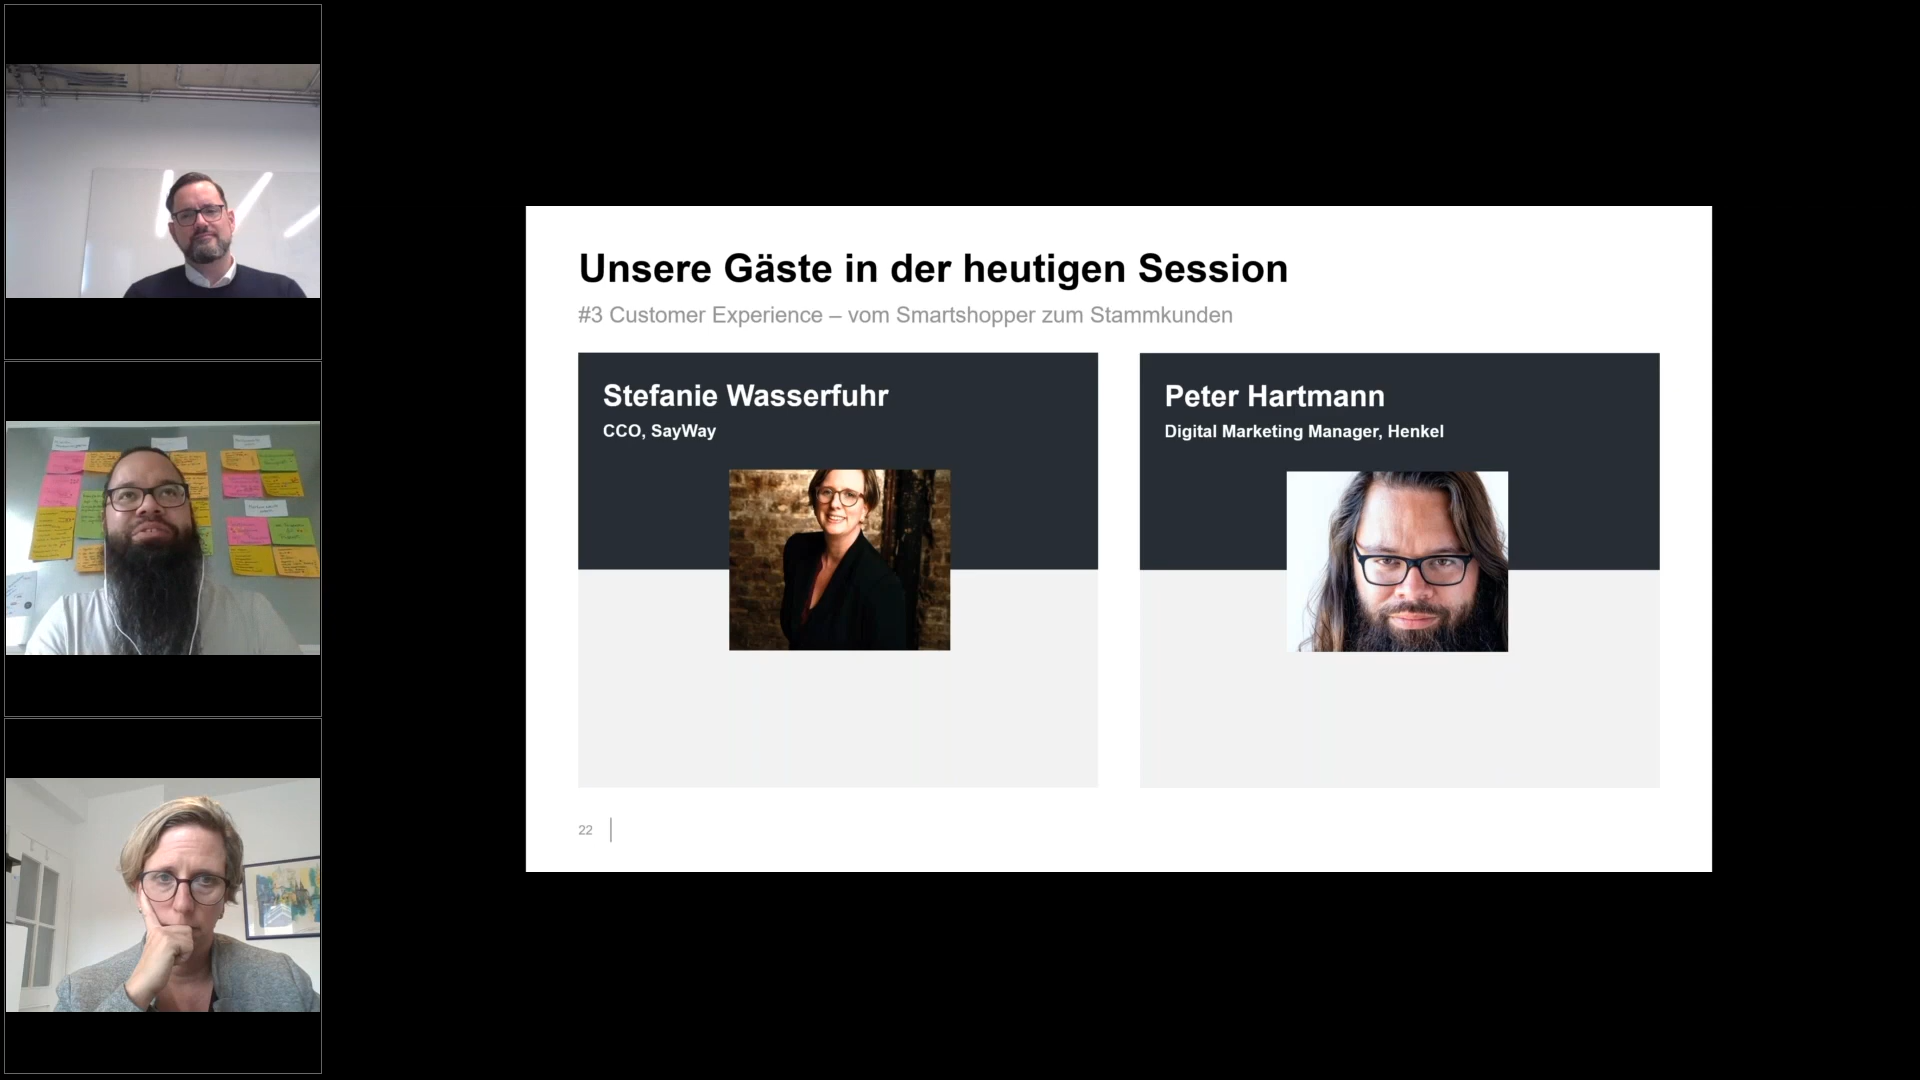 Unsere Gäste in der heutigen Session
#3 Customer Experience – vom Smartshopper zum Stammkunden
Stefanie Wasserfuhr
CCO, SayWay
Peter Hartmann
Digital Marketing Manager, Henkel
22